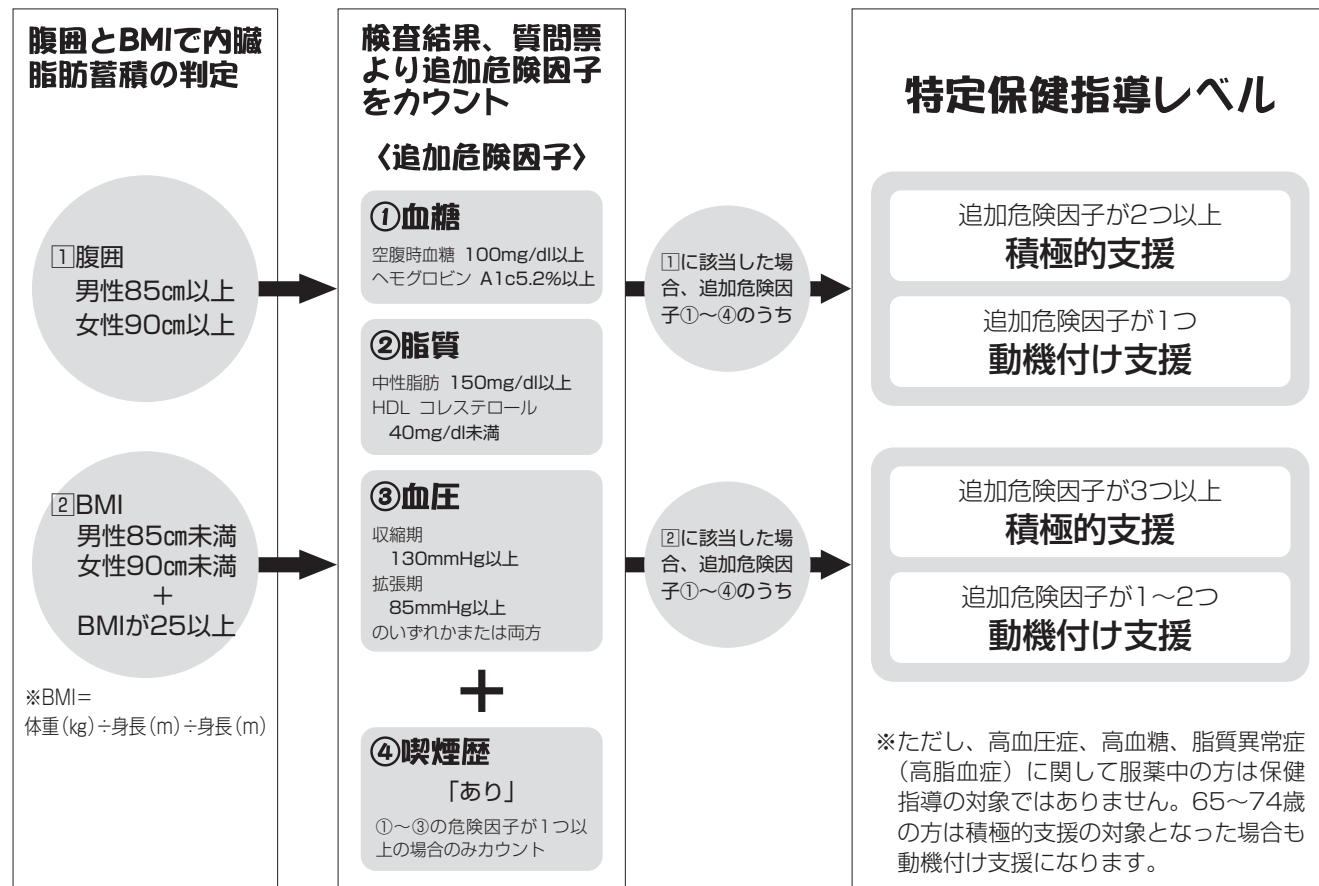 腹囲とBMIで内臓
脂肪蓄積の判定
1腹囲
男性85㎝以上
女性90㎝以上
2BMI
男性85㎝未満
女性90㎝未満
＋
BMIが25以上
※BMI＝
体重(kg)÷身長(m)÷身長(m)
検査結果、質問票
より追加危険因子
をカウント
〈追加危険因子〉
①血糖
空腹時血糖 100mg/dl以上
ヘモグロビン A1c5.2%以上
②脂質
中性脂肪 150mg/dl以上
HDL コレステロール
40mg/dl未満
③血圧
収縮期
130mmHg以上
拡張期
85mmHg以上
のいずれかまたは両方
＋
④喫煙歴
「あり」
①〜③の危険因子が1つ以
上の場合のみカウント
1に該当した場
合、追加危険因
子①〜④のうち
2に該当した場
合、追加危険因
子①〜④のうち
特定保健指導レベル
追加危険因子が2つ以上
積極的支援
追加危険因子が1つ
動機付け支援
追加危険因子が3つ以上
積極的支援
追加危険因子が1〜2つ
動機付け支援
※ただし、高血圧症、高血糖、脂質異常症
（高脂血症）に関して服薬中の方は保健
指導の対象ではありません。65〜74歳
の方は積極的支援の対象となった場合も
動機付け支援になります。